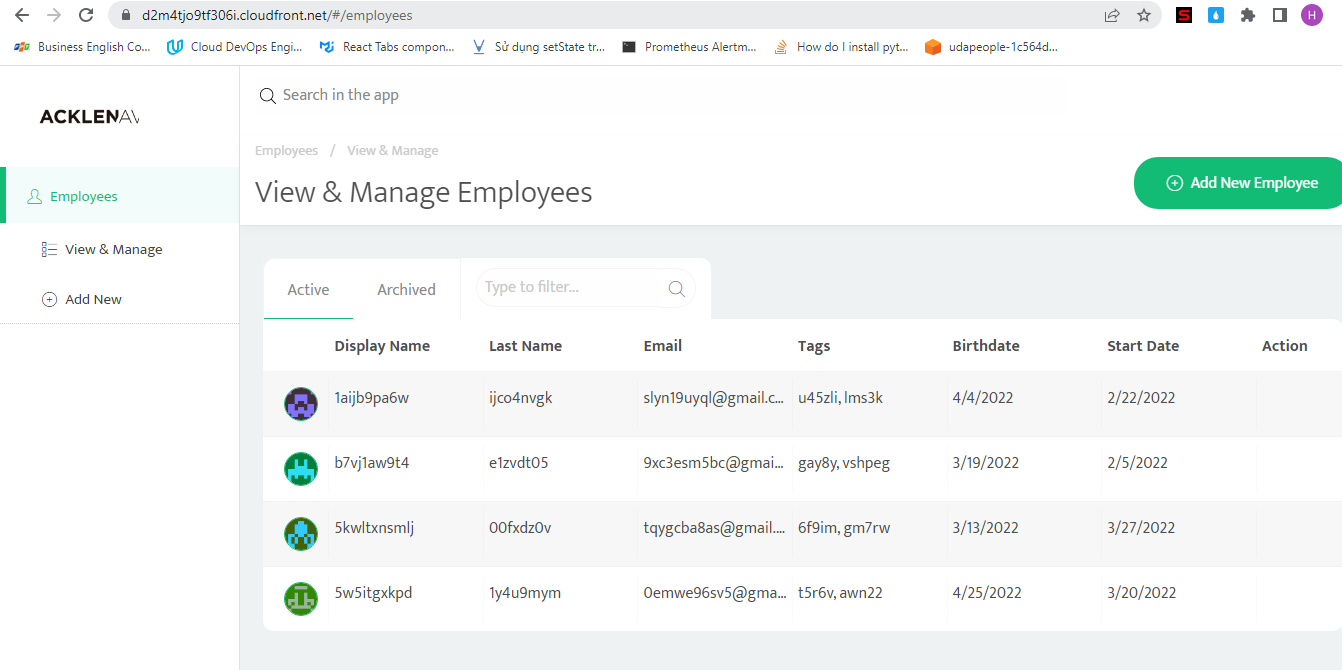 d2m4tjo9tf306i.cloudfront.net/#/employees
H
Business English Co... Cloud DevOps Engi... React Tabs compon... Sử dụng setState tr... Prometheus Alertm... How do I install pyt... udapeople-1c564d...
ACKLENAV
Search in the app
Employees / View & Manage
View & Manage Employees
Add New Employee
Employees
View & Manage
Add New
Active Archived Type to filter...
Display Name Last Name Email Tags Birthdate Start Date Action
1aijb9pa6w ijco4nvgk slyn19uyql@gmail.c... u45zli, lms3k 4/4/2022 2/22/2022
b7vj1aw9t4 e1zvdt05 9xc3esm5bc@gmai... gay8y, vshpeg 3/19/2022 2/5/2022
5kwltxnsmlj 00fxdz0v tqygcba8as@gmail.... 6f9im, gm7rw 3/13/2022 3/27/2022
5w5itgxkpd 1y4u9mym 0emwe96sv5@gma... t5r6v, awn22 4/25/2022 3/20/2022